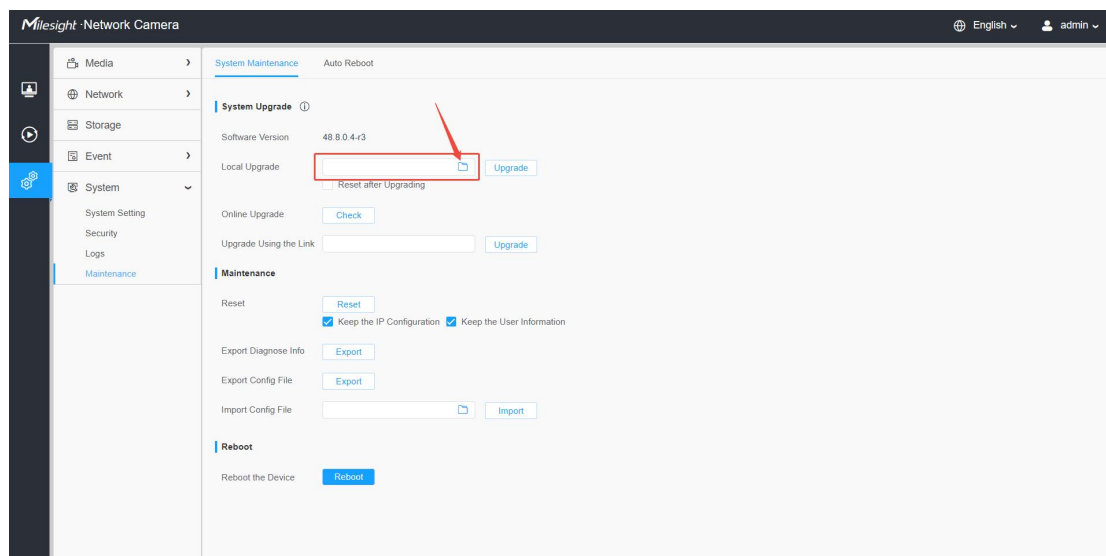 Milesight · Network Camera
English
admin
Media
Network
Storage
Event
System
System Setting
Security
Logs
Maintenance
System Maintenance
Auto Reboot
System Upgrade
Software Version
48.8.0.4-r3
Local Upgrade
Upgrade
Reset after Upgrading
Online Upgrade
Check
Upgrade Using the Link
Upgrade
Maintenance
Reset
Reset
Keep the IP Configuration
Keep the User Information
Export Diagnose Info
Export
Export Config File
Export
Import Config File
Import
Reboot
Reboot the Device
Reboot